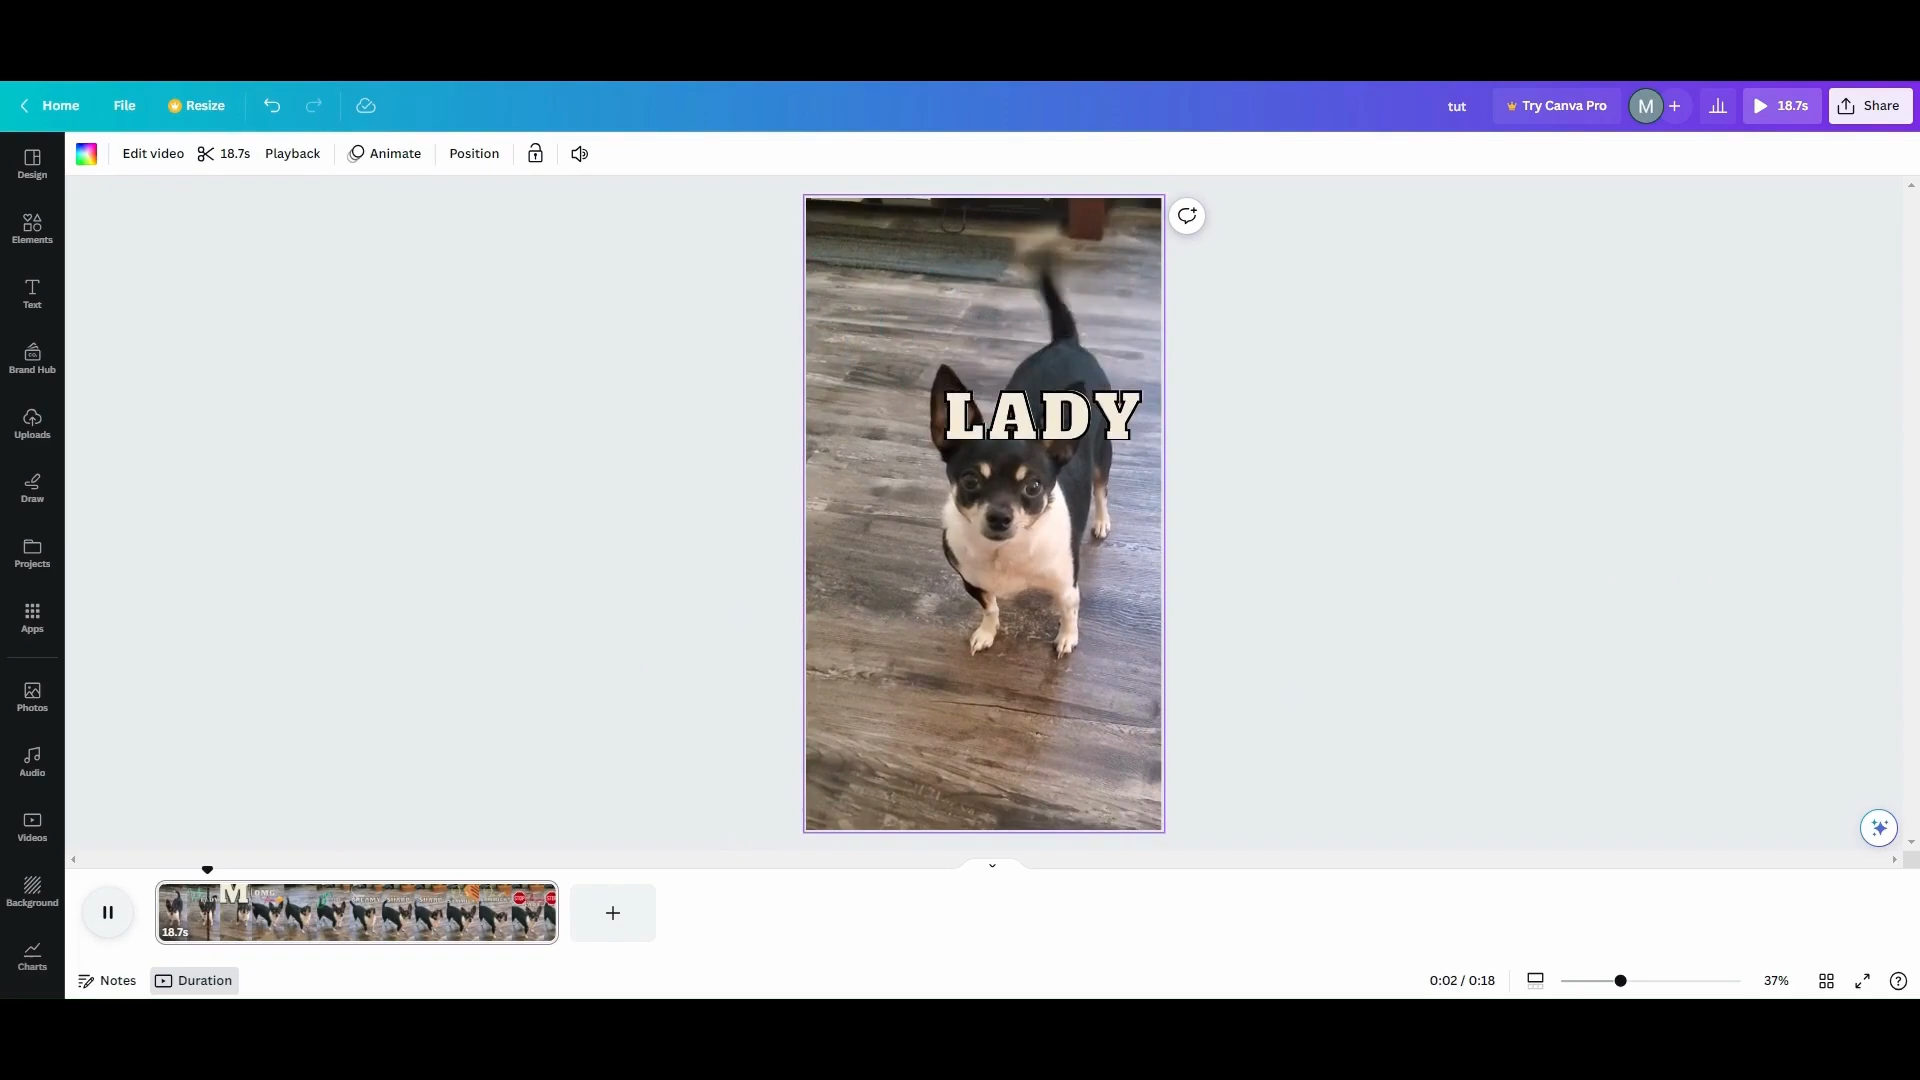 Home File Resize tut Try Canva Pro M 18.7s Share
Edit video 18.7s Playback Animate Position
Design
Elements
Text
Brand Hub
Uploads
Draw
Projects
Apps
Photos
Audio
Videos
Background
Charts
LADY
M OMG
STOP
18.7s
Notes Duration 0:02 / 0:18 37%